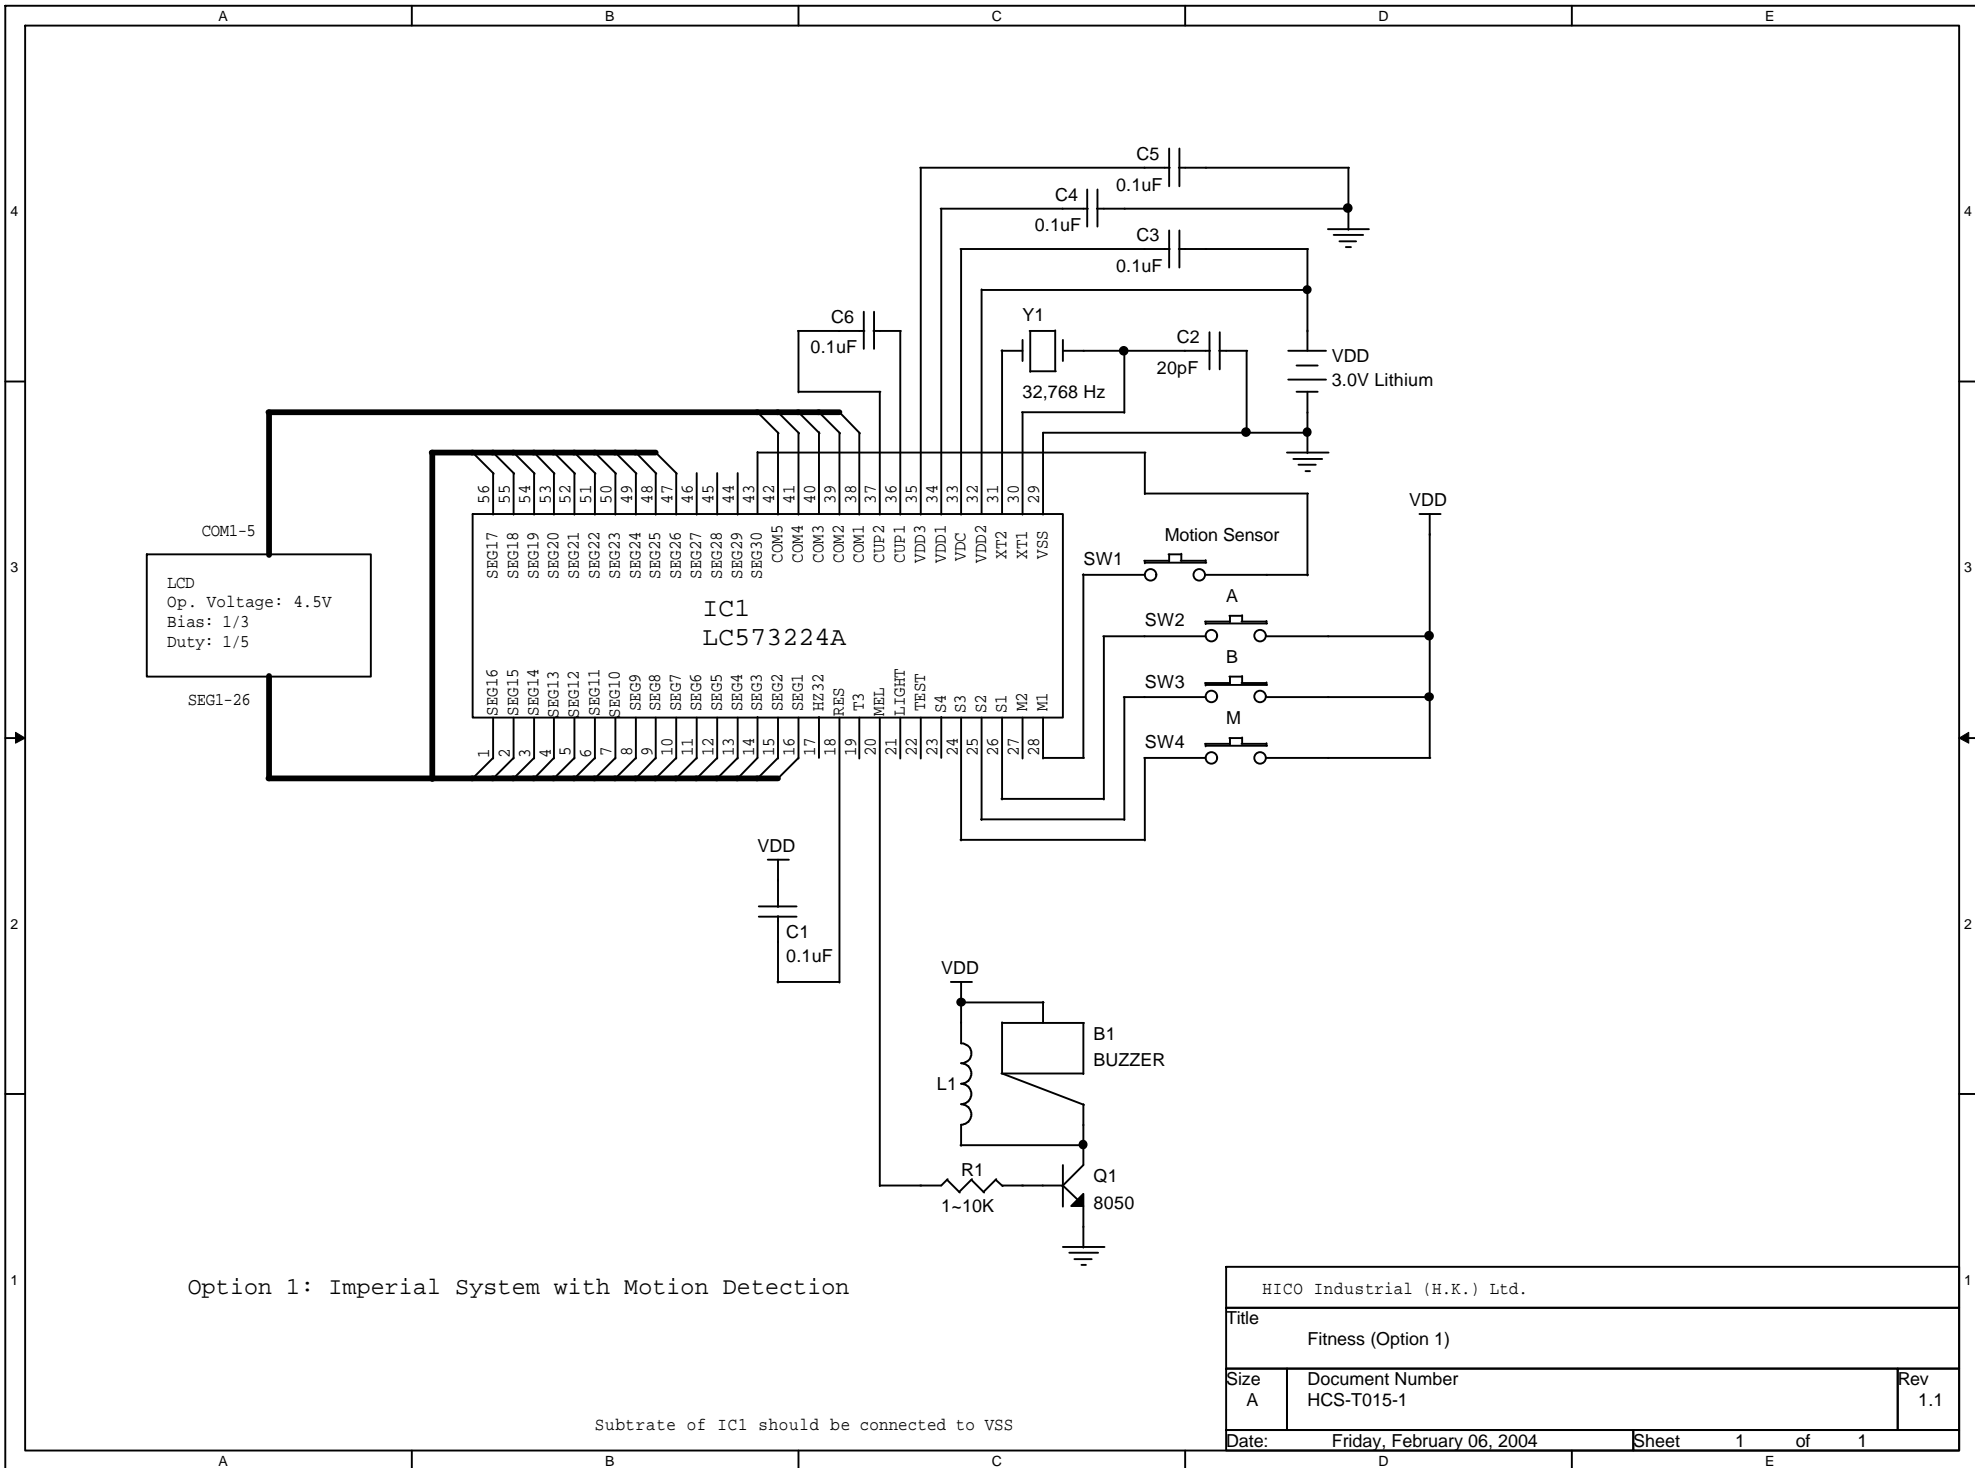 A B C D E
4 4
3 3
2 2
1 1
C5
0.1uF
C4
0.1uF
C3
0.1uF
C6
0.1uF
Y1
32,768 Hz
C2
20pF
VDD
3.0V Lithium
COM1-5
LCD
Op. Voltage: 4.5V
Bias: 1/3
Duty: 1/5
SEG1-26
56 55 54 53 52 51 50 49 48 47 46 45 44 43 42 41 40 39 38 37 36 35 34 33 32 31 30 29
SEG17 SEG18 SEG19 SEG20 SEG21 SEG22 SEG23 SEG24 SEG25 SEG26 SEG27 SEG28 SEG29 SEG30 COM5 COM4 COM3 COM2 COM1 CUP2 CUP1 VDD3 VDD1 VDC VDD2 XT2 XT1 VSS
IC1
LC573224A
SEG16 SEG15 SEG14 SEG13 SEG12 SEG11 SEG10 SEG9 SEG8 SEG7 SEG6 SEG5 SEG4 SEG3 SEG2 SEG1 HZ32 RES T3 MEL LIGHT TEST S4 S3 S2 S1 M2 M1
1 2 3 4 5 6 7 8 9 10 11 12 13 14 15 16 17 18 19 20 21 22 23 24 25 26 27 28
VDD
Motion Sensor
SW1
A
SW2
B
SW3
M
SW4
VDD
C1
0.1uF
VDD
B1
BUZZER
L1
R1
1~10K
Q1
8050
Option 1: Imperial System with Motion Detection
Subtrate of IC1 should be connected to VSS
HICO Industrial (H.K.) Ltd.
Title
Fitness (Option 1)
Size
A
Document Number
HCS-T015-1
Rev
1.1
Date: Friday, February 06, 2004 Sheet 1 of 1
A B C D E